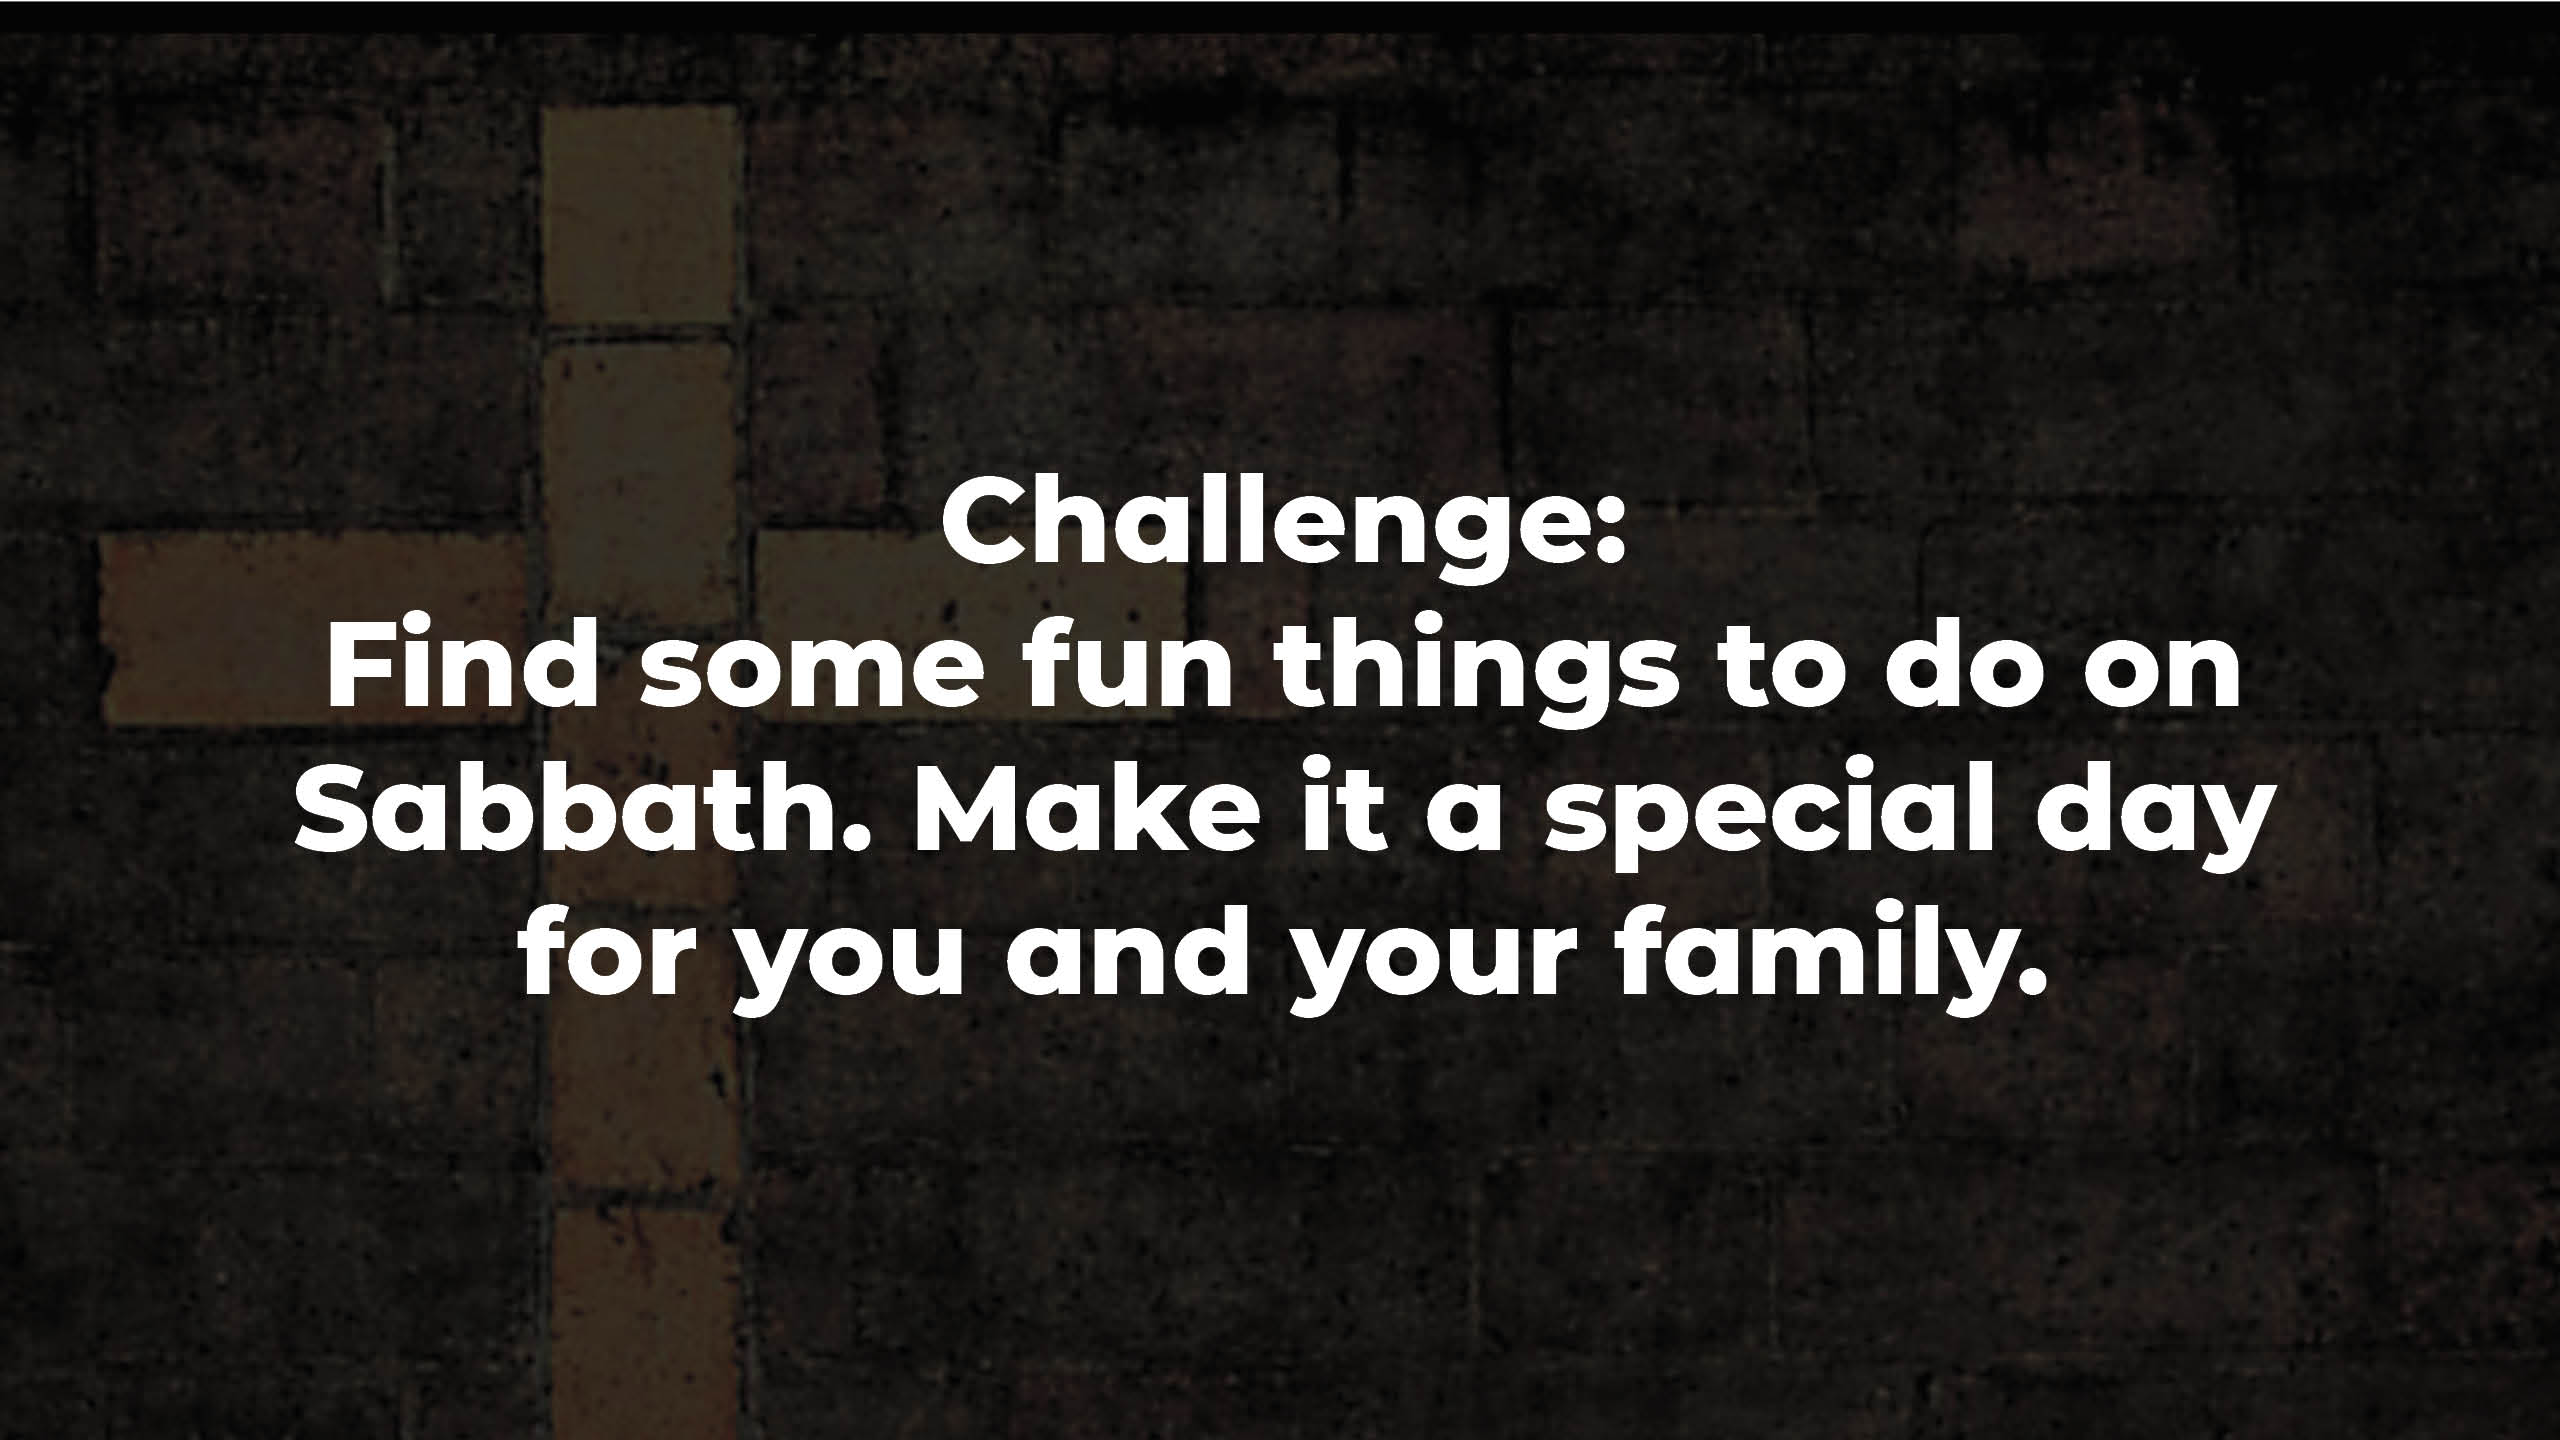 Challenge:
Find some fun things to do on
Sabbath. Make it a special day
for you and your family.